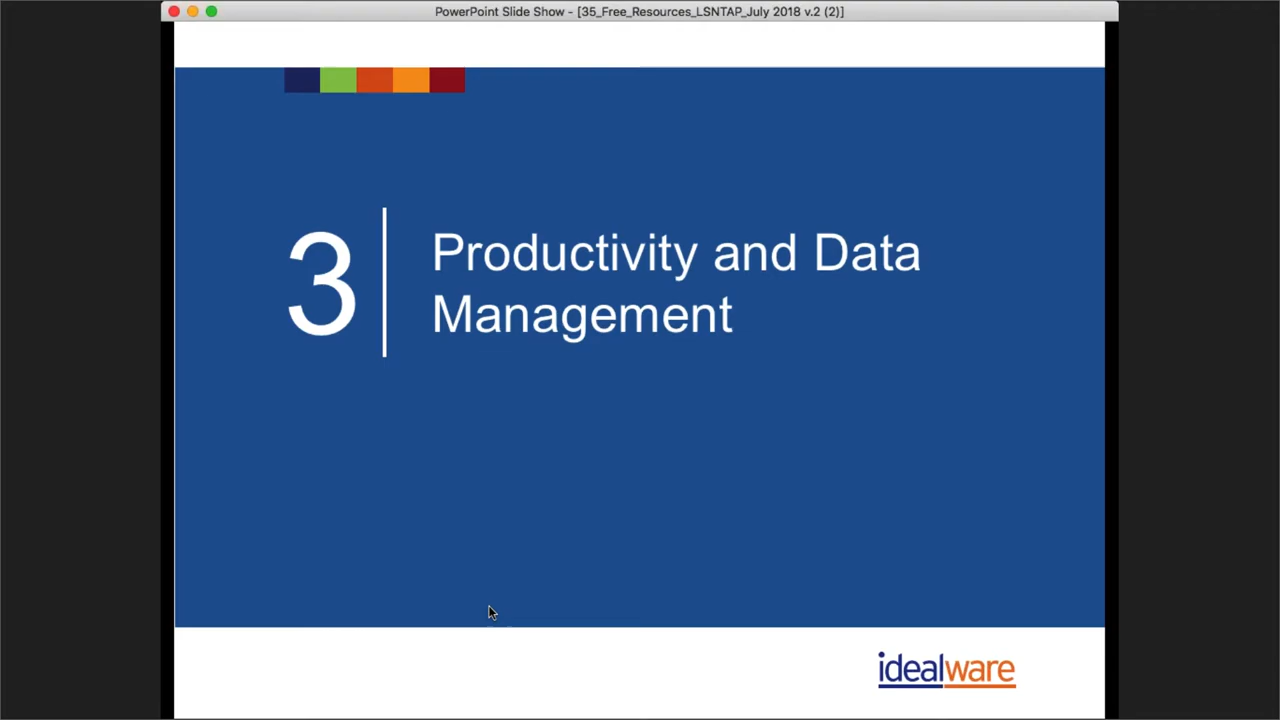 PowerPoint Slide Show - [35_Free_Resources_LSNTAP_July 2018 v.2 (2)]
3
Productivity and Data
Management
idealware